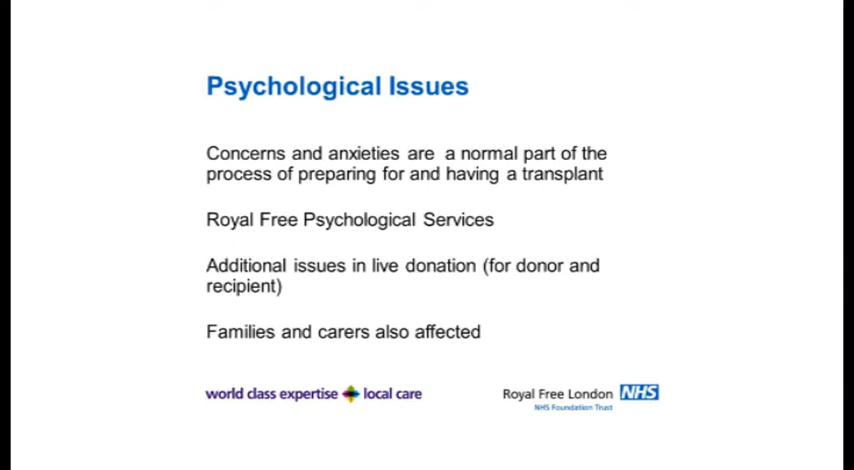 Psychological Issues
Concerns and anxieties are a normal part of the
process of preparing for and having a transplant
Royal Free Psychological Services
Additional issues in live donation (for donor and
recipient)
Families and carers also affected
world class expertise local care
Royal Free London NHS
NHS Foundation Trust